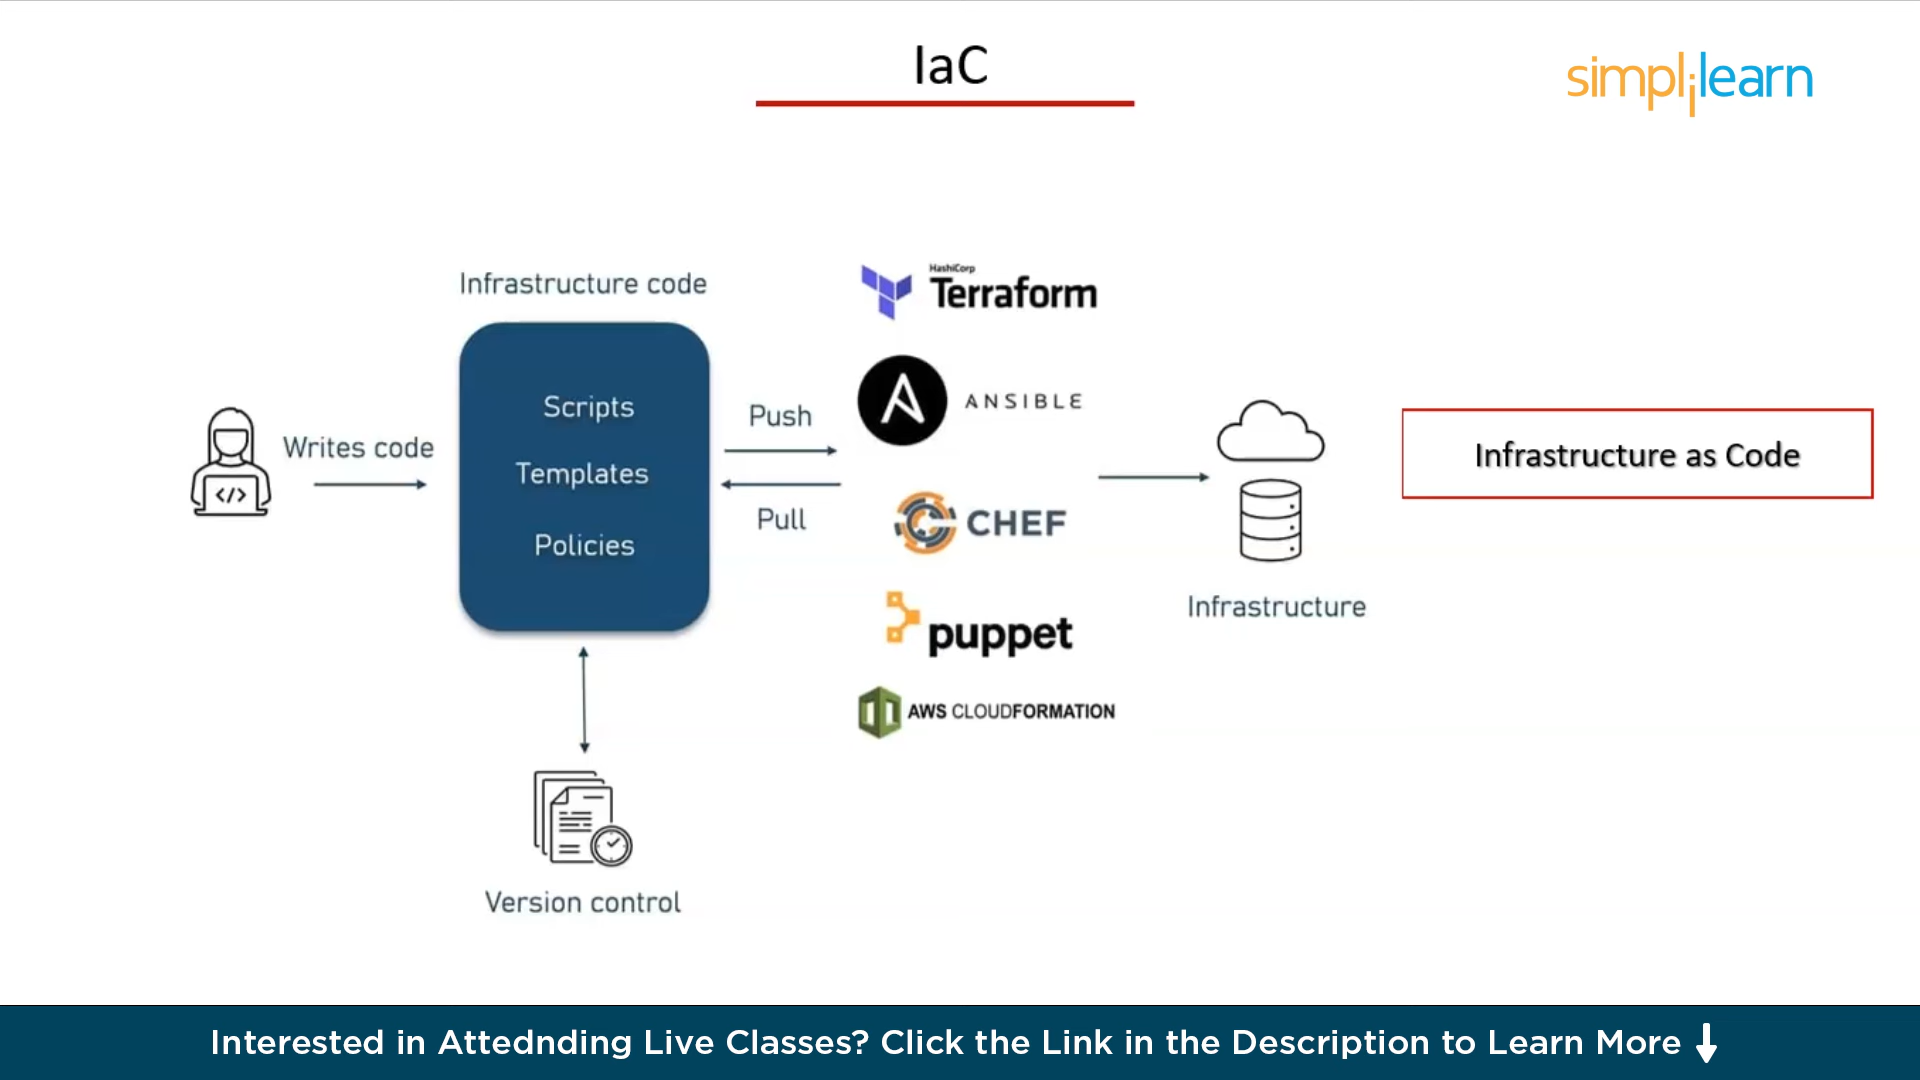 IaC
simplilearn
Infrastructure code
Scripts
Templates
Policies
Writes code
</>
Push
Pull
HashiCorp
Terraform
ANSIBLE
CHEF
puppet
AWS CLOUDFORMATION
Infrastructure
Infrastructure as Code
Version control
Interested in Attednding Live Classes? Click the Link in the Description to Learn More